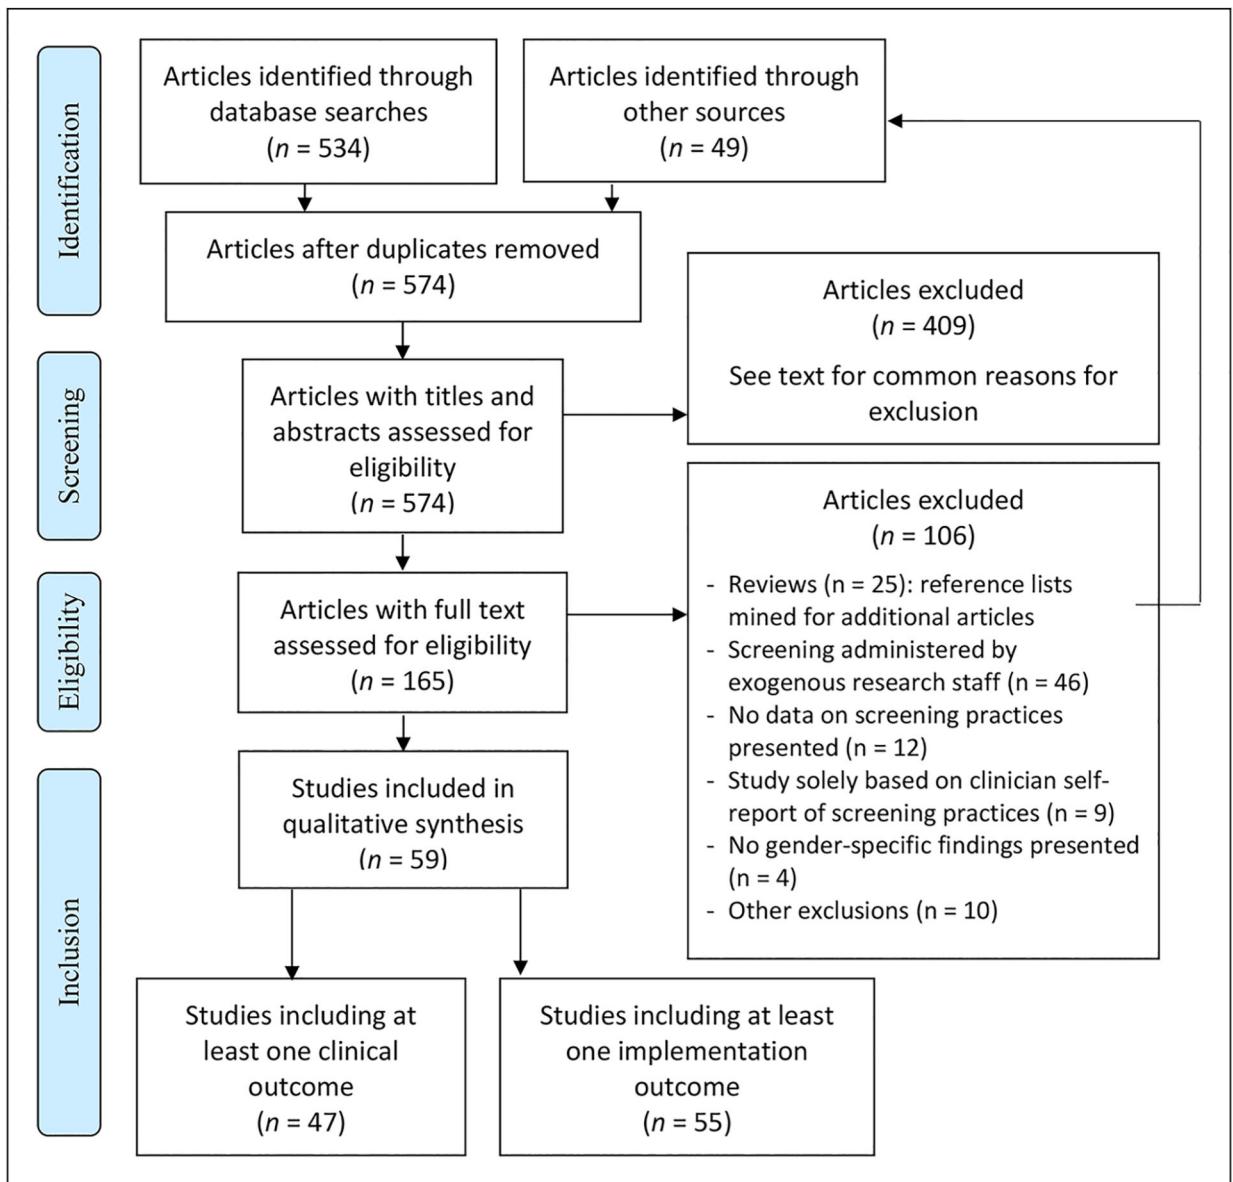 Identification
Articles identified through
database searches
(n = 534)
Articles identified through
other sources
(n = 49)
Articles after duplicates removed
(n = 574)
Screening
Articles with titles and
abstracts assessed for
eligibility
(n = 574)
Articles excluded
(n = 409)
See text for common reasons for
exclusion
Eligibility
Articles with full text
assessed for eligibility
(n = 165)
Articles excluded
(n = 106)
- Reviews (n = 25): reference lists
mined for additional articles
- Screening administered by
exogenous research staff (n = 46)
- No data on screening practices
presented (n = 12)
- Study solely based on clinician self-
report of screening practices (n = 9)
- No gender-specific findings presented
(n = 4)
- Other exclusions (n = 10)
Inclusion
Studies included in
qualitative synthesis
(n = 59)
Studies including at
least one clinical
outcome
(n = 47)
Studies including at least
one implementation
outcome
(n = 55)